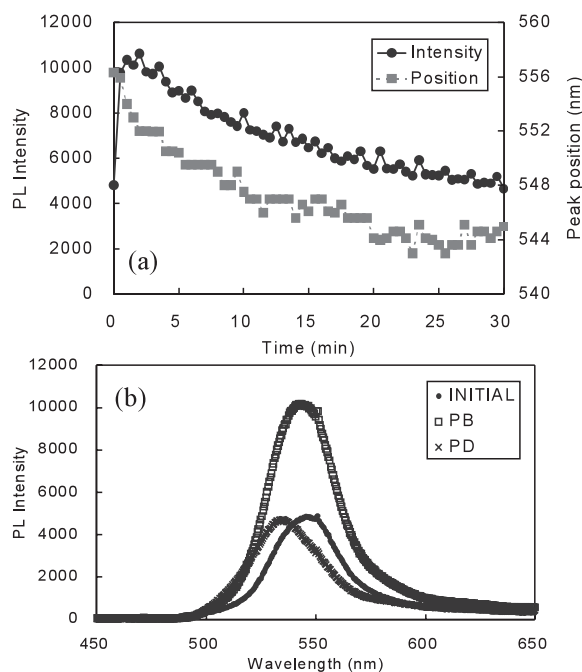 12000
10000
8000
6000
4000
2000
0
PL Intensity
560
556
552
548
544
540
Peak position (nm)
Intensity
Position
(a)
0 5 10 15 20 25 30
Time (min)
12000
10000
8000
6000
4000
2000
0
PL Intensity
(b)
INITIAL
PB
PD
450 500 550 600 650
Wavelength (nm)